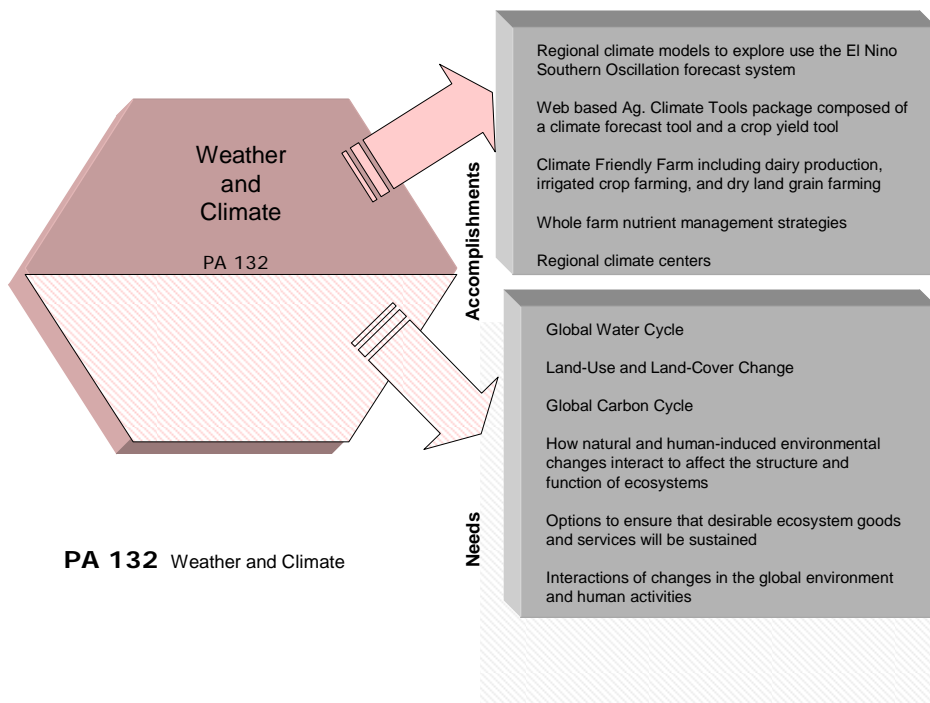 Weather
and
Climate
PA 132
Accomplishments
Regional climate models to explore use the El Nino
Southern Oscillation forecast system
Web based Ag. Climate Tools package composed of
a climate forecast tool and a crop yield tool
Climate Friendly Farm including dairy production,
irrigated crop farming, and dry land grain farming
Whole farm nutrient management strategies
Regional climate centers
Needs
Global Water Cycle
Land-Use and Land-Cover Change
Global Carbon Cycle
How natural and human-induced environmental
changes interact to affect the structure and
function of ecosystems
Options to ensure that desirable ecosystem goods
and services will be sustained
Interactions of changes in the global environment
and human activities
PA 132 Weather and Climate